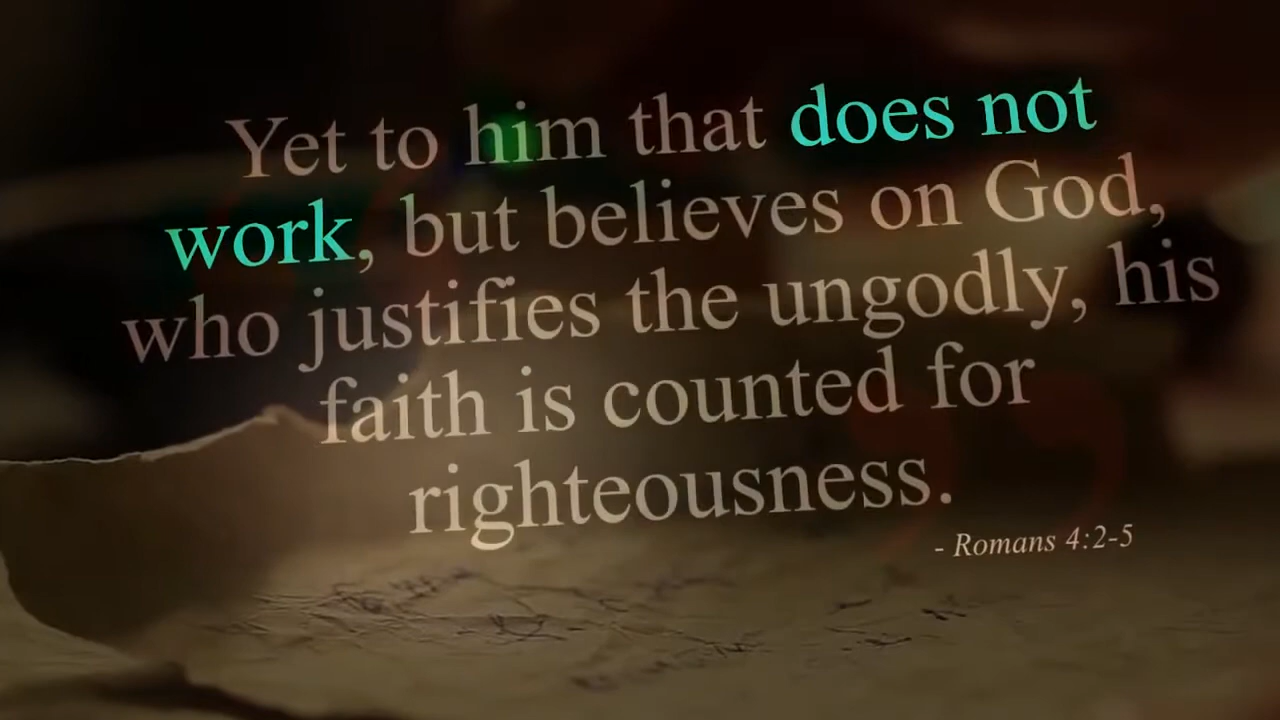 Yet to him that does not
work, but believes on God,
who justifies the ungodly, his
faith is counted for
righteousness.
- Romans 4:2-5